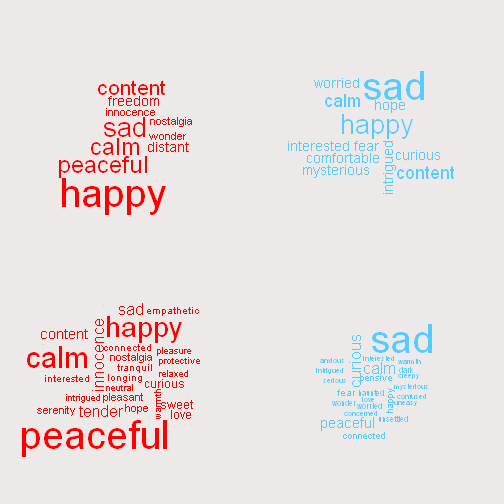 content
freedom
innocence
sad nostalgia
wonder
calm distant
peaceful
happy
worried sad
calm hope
happy
interested fear
comfortable curious
mysterious content
intrigued
sad empathetic
content happy
innocence
connected pleasure
calm nostalgia protective
tranquil
interested longing relaxed
neutral curious
intrigued pleasant warmth
serenity tender hope sweet
love
peaceful
sad
curious
anxious interested warmth
intrigued calm dark
serious pensive creepy
mysterious
fear haunted happy confused
love
wonder worried uneasy
concerned
peaceful unsettled
connected